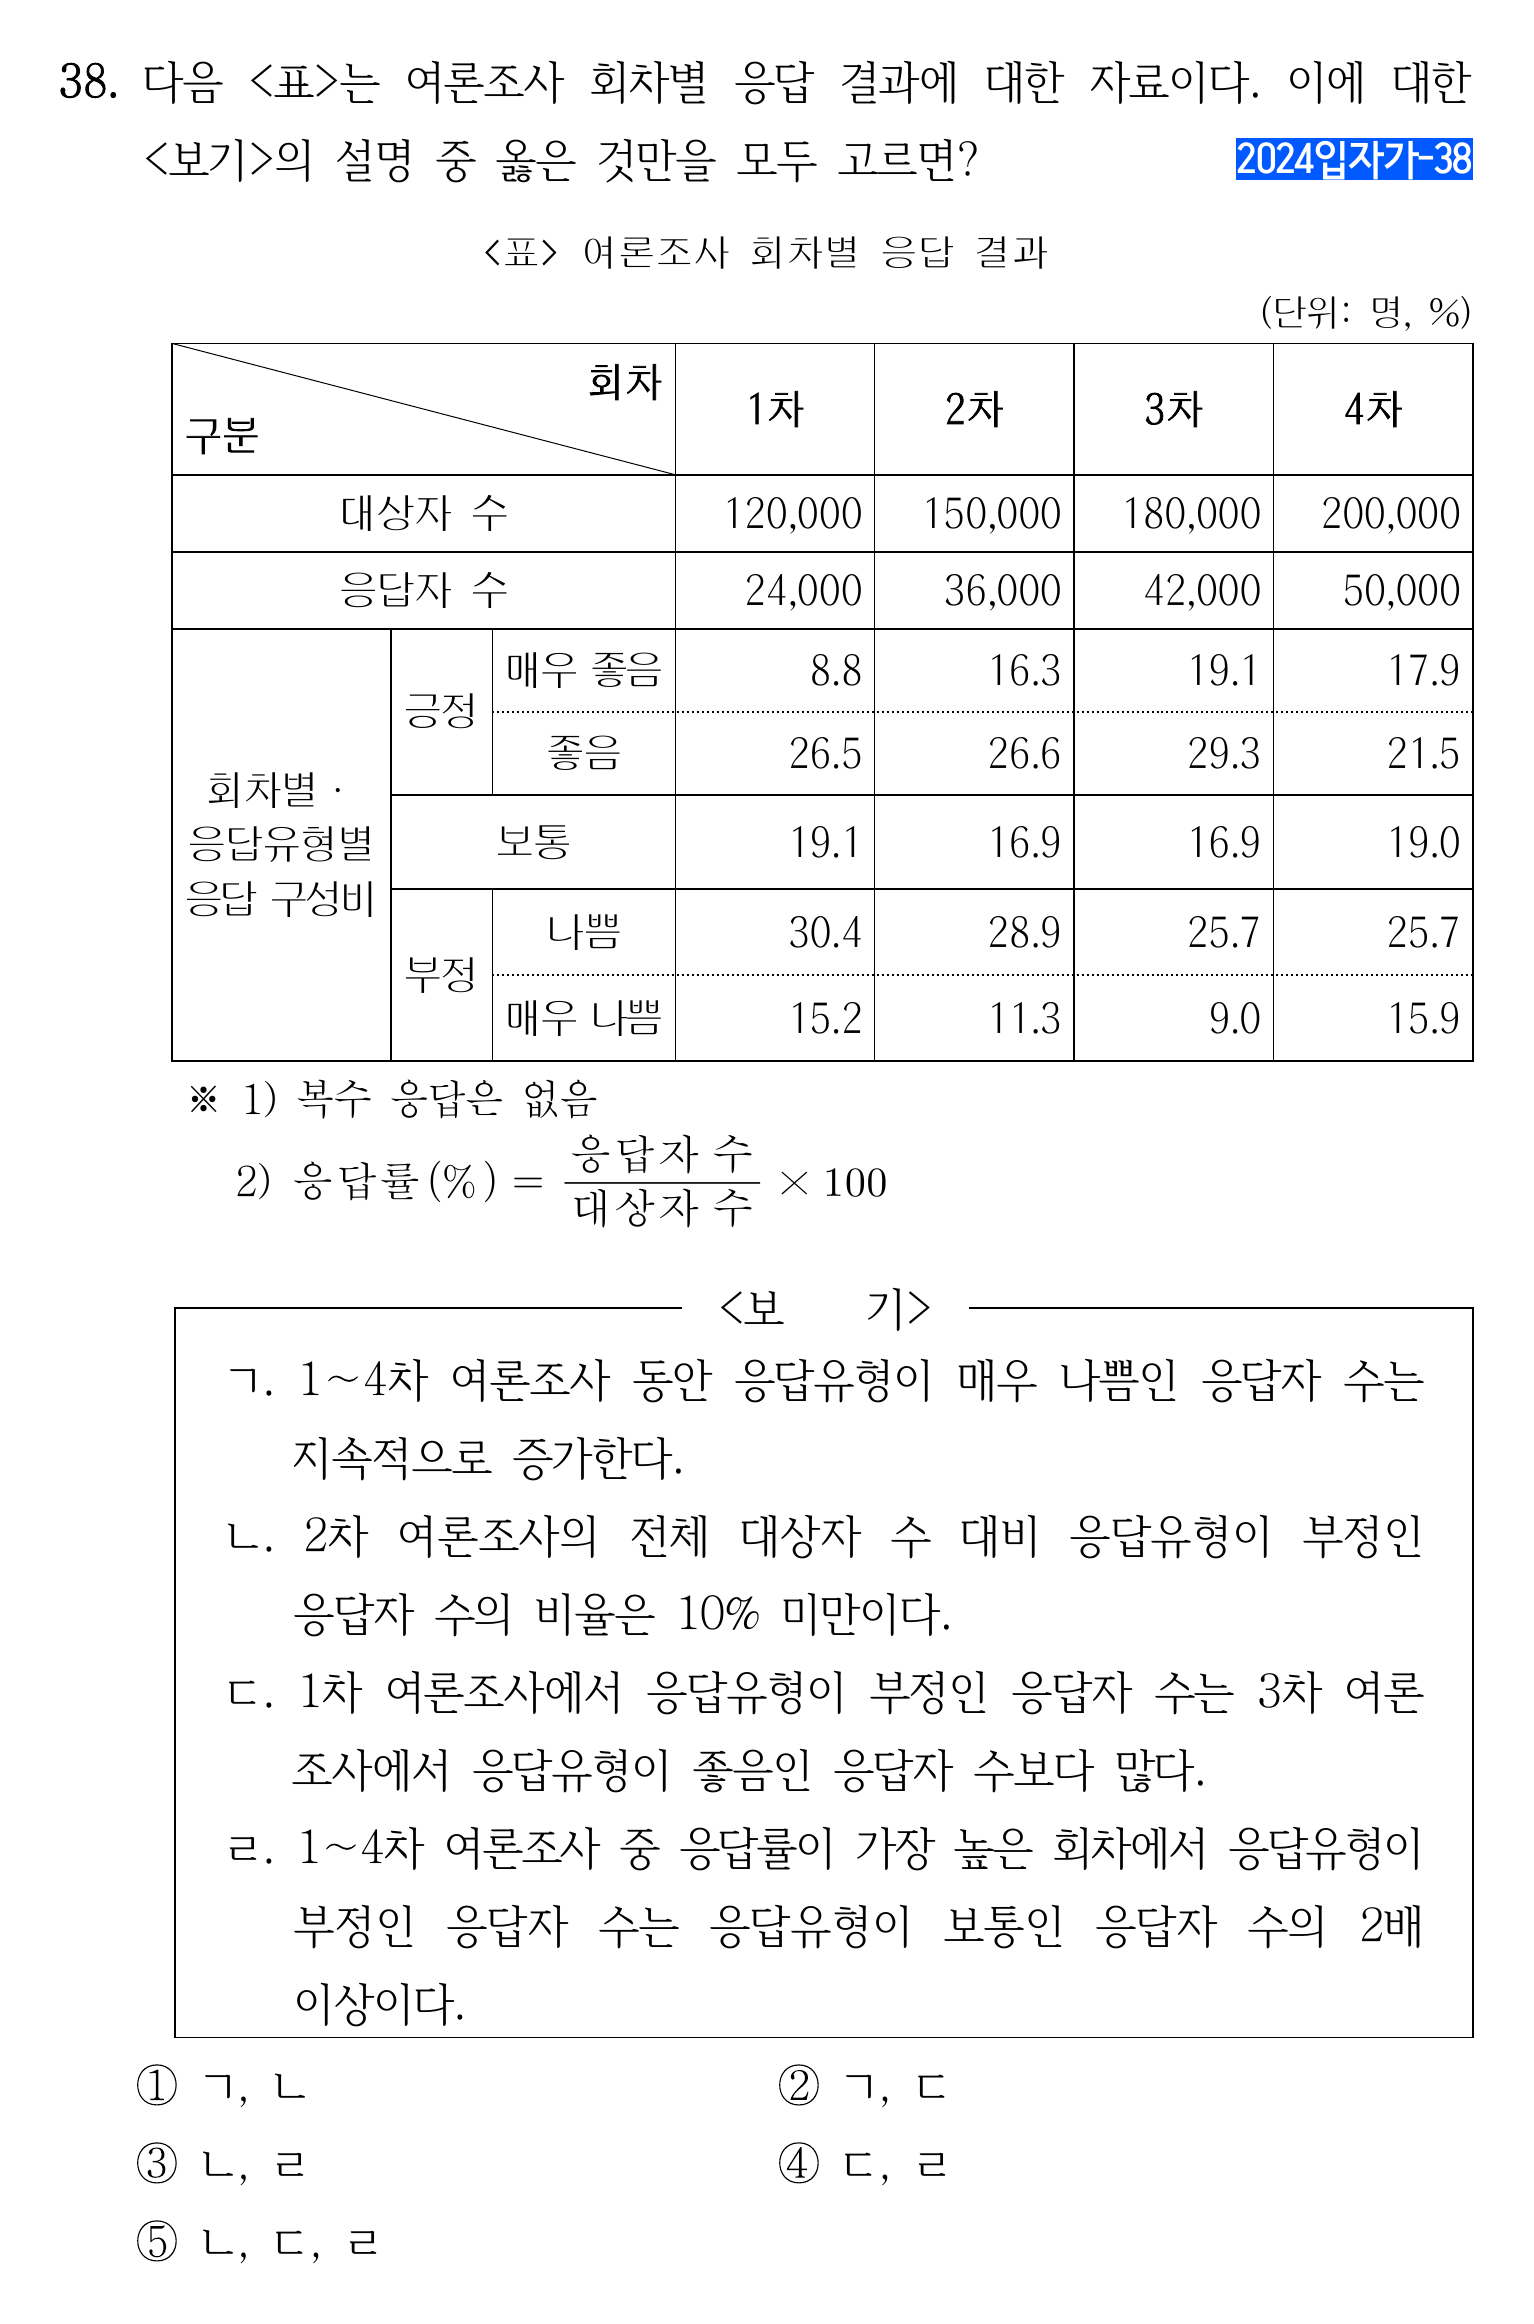 38. 다음 <표>는 여론조사 회차별 응답 결과에 대한 자료이다. 이에 대한
<보기>의 설명 중 옳은 것만을 모두 고르면?
2024입자가-38
<표> 여론조사 회차별 응답 결과
(단위: 명, %)
회차
구분
1차 2차 3차 4차
대상자 수 120,000 150,000 180,000 200,000
응답자 수 24,000 36,000 42,000 50,000
회차별·
응답유형별
응답 구성비
긍정
매우 좋음 8.8 16.3 19.1 17.9
좋음 26.5 26.6 29.3 21.5
보통 19.1 16.9 16.9 19.0
부정
나쁨 30.4 28.9 25.7 25.7
매우 나쁨 15.2 11.3 9.0 15.9
※ 1) 복수 응답은 없음
2) 응답률(%) = 응답자 수 / 대상자 수 × 100
<보 기>
ㄱ. 1~4차 여론조사 동안 응답유형이 매우 나쁨인 응답자 수는
지속적으로 증가한다.
ㄴ. 2차 여론조사의 전체 대상자 수 대비 응답유형이 부정인
응답자 수의 비율은 10% 미만이다.
ㄷ. 1차 여론조사에서 응답유형이 부정인 응답자 수는 3차 여론
조사에서 응답유형이 좋음인 응답자 수보다 많다.
ㄹ. 1~4차 여론조사 중 응답률이 가장 높은 회차에서 응답유형이
부정인 응답자 수는 응답유형이 보통인 응답자 수의 2배
이상이다.
① ㄱ, ㄴ ② ㄱ, ㄷ
③ ㄴ, ㄹ ④ ㄷ, ㄹ
⑤ ㄴ, ㄷ, ㄹ